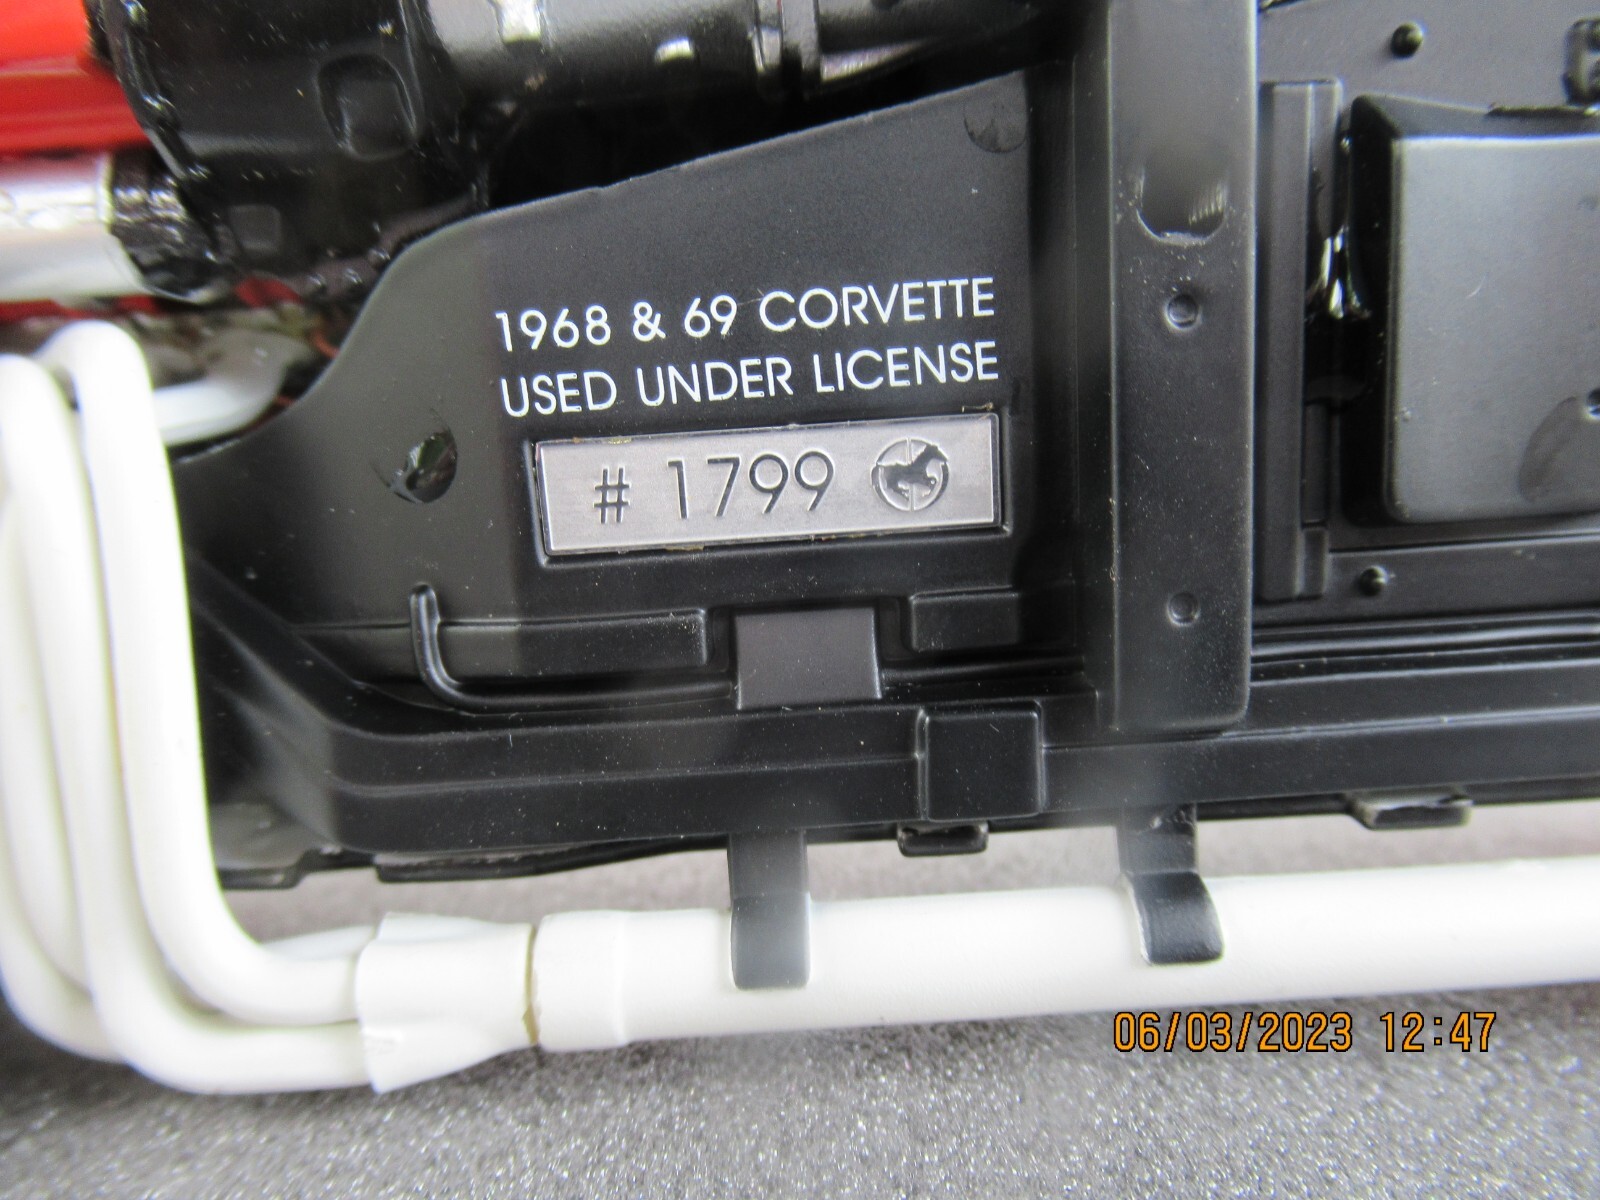 1968 & 69 CORVETTE
USED UNDER LICENSE
# 1799
06/03/2023 12:47